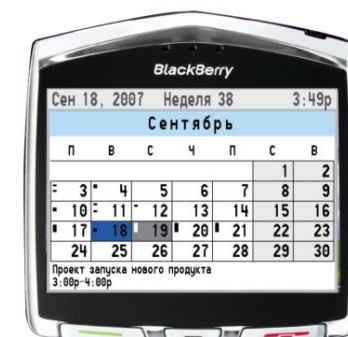 BlackBerry
Сен 18, 2007 Неделя 38 3:49p
Сентябрь
П В С Ч П С В
1 2
3 4 5 6 7 8 9
10 11 12 13 14 15 16
17 18 19 20 21 22 23
24 25 26 27 28 29 30
Проект запуска нового продукта
3:00p-4:00p